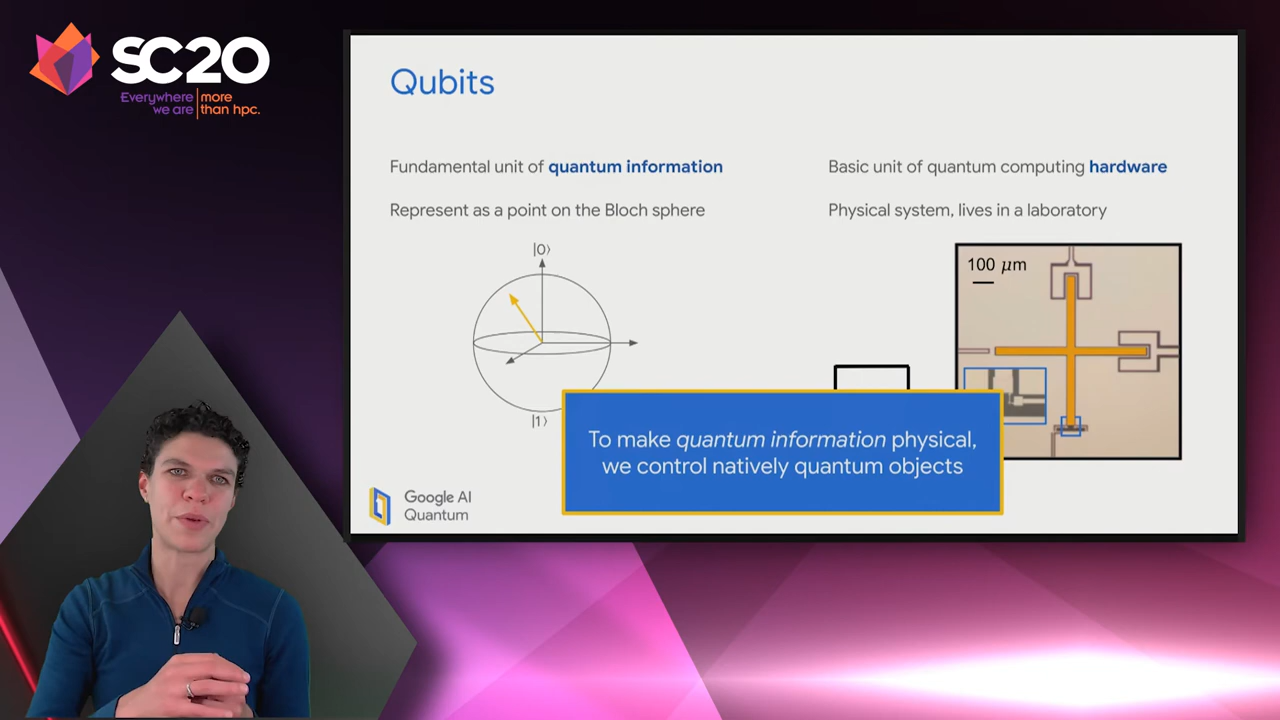 SC20
Everywhere we are | more than hpc.
Qubits
Fundamental unit of quantum information
Represent as a point on the Bloch sphere
|0⟩
|1⟩
Basic unit of quantum computing hardware
Physical system, lives in a laboratory
100 µm
To make quantum information physical,
we control natively quantum objects
Google AI
Quantum